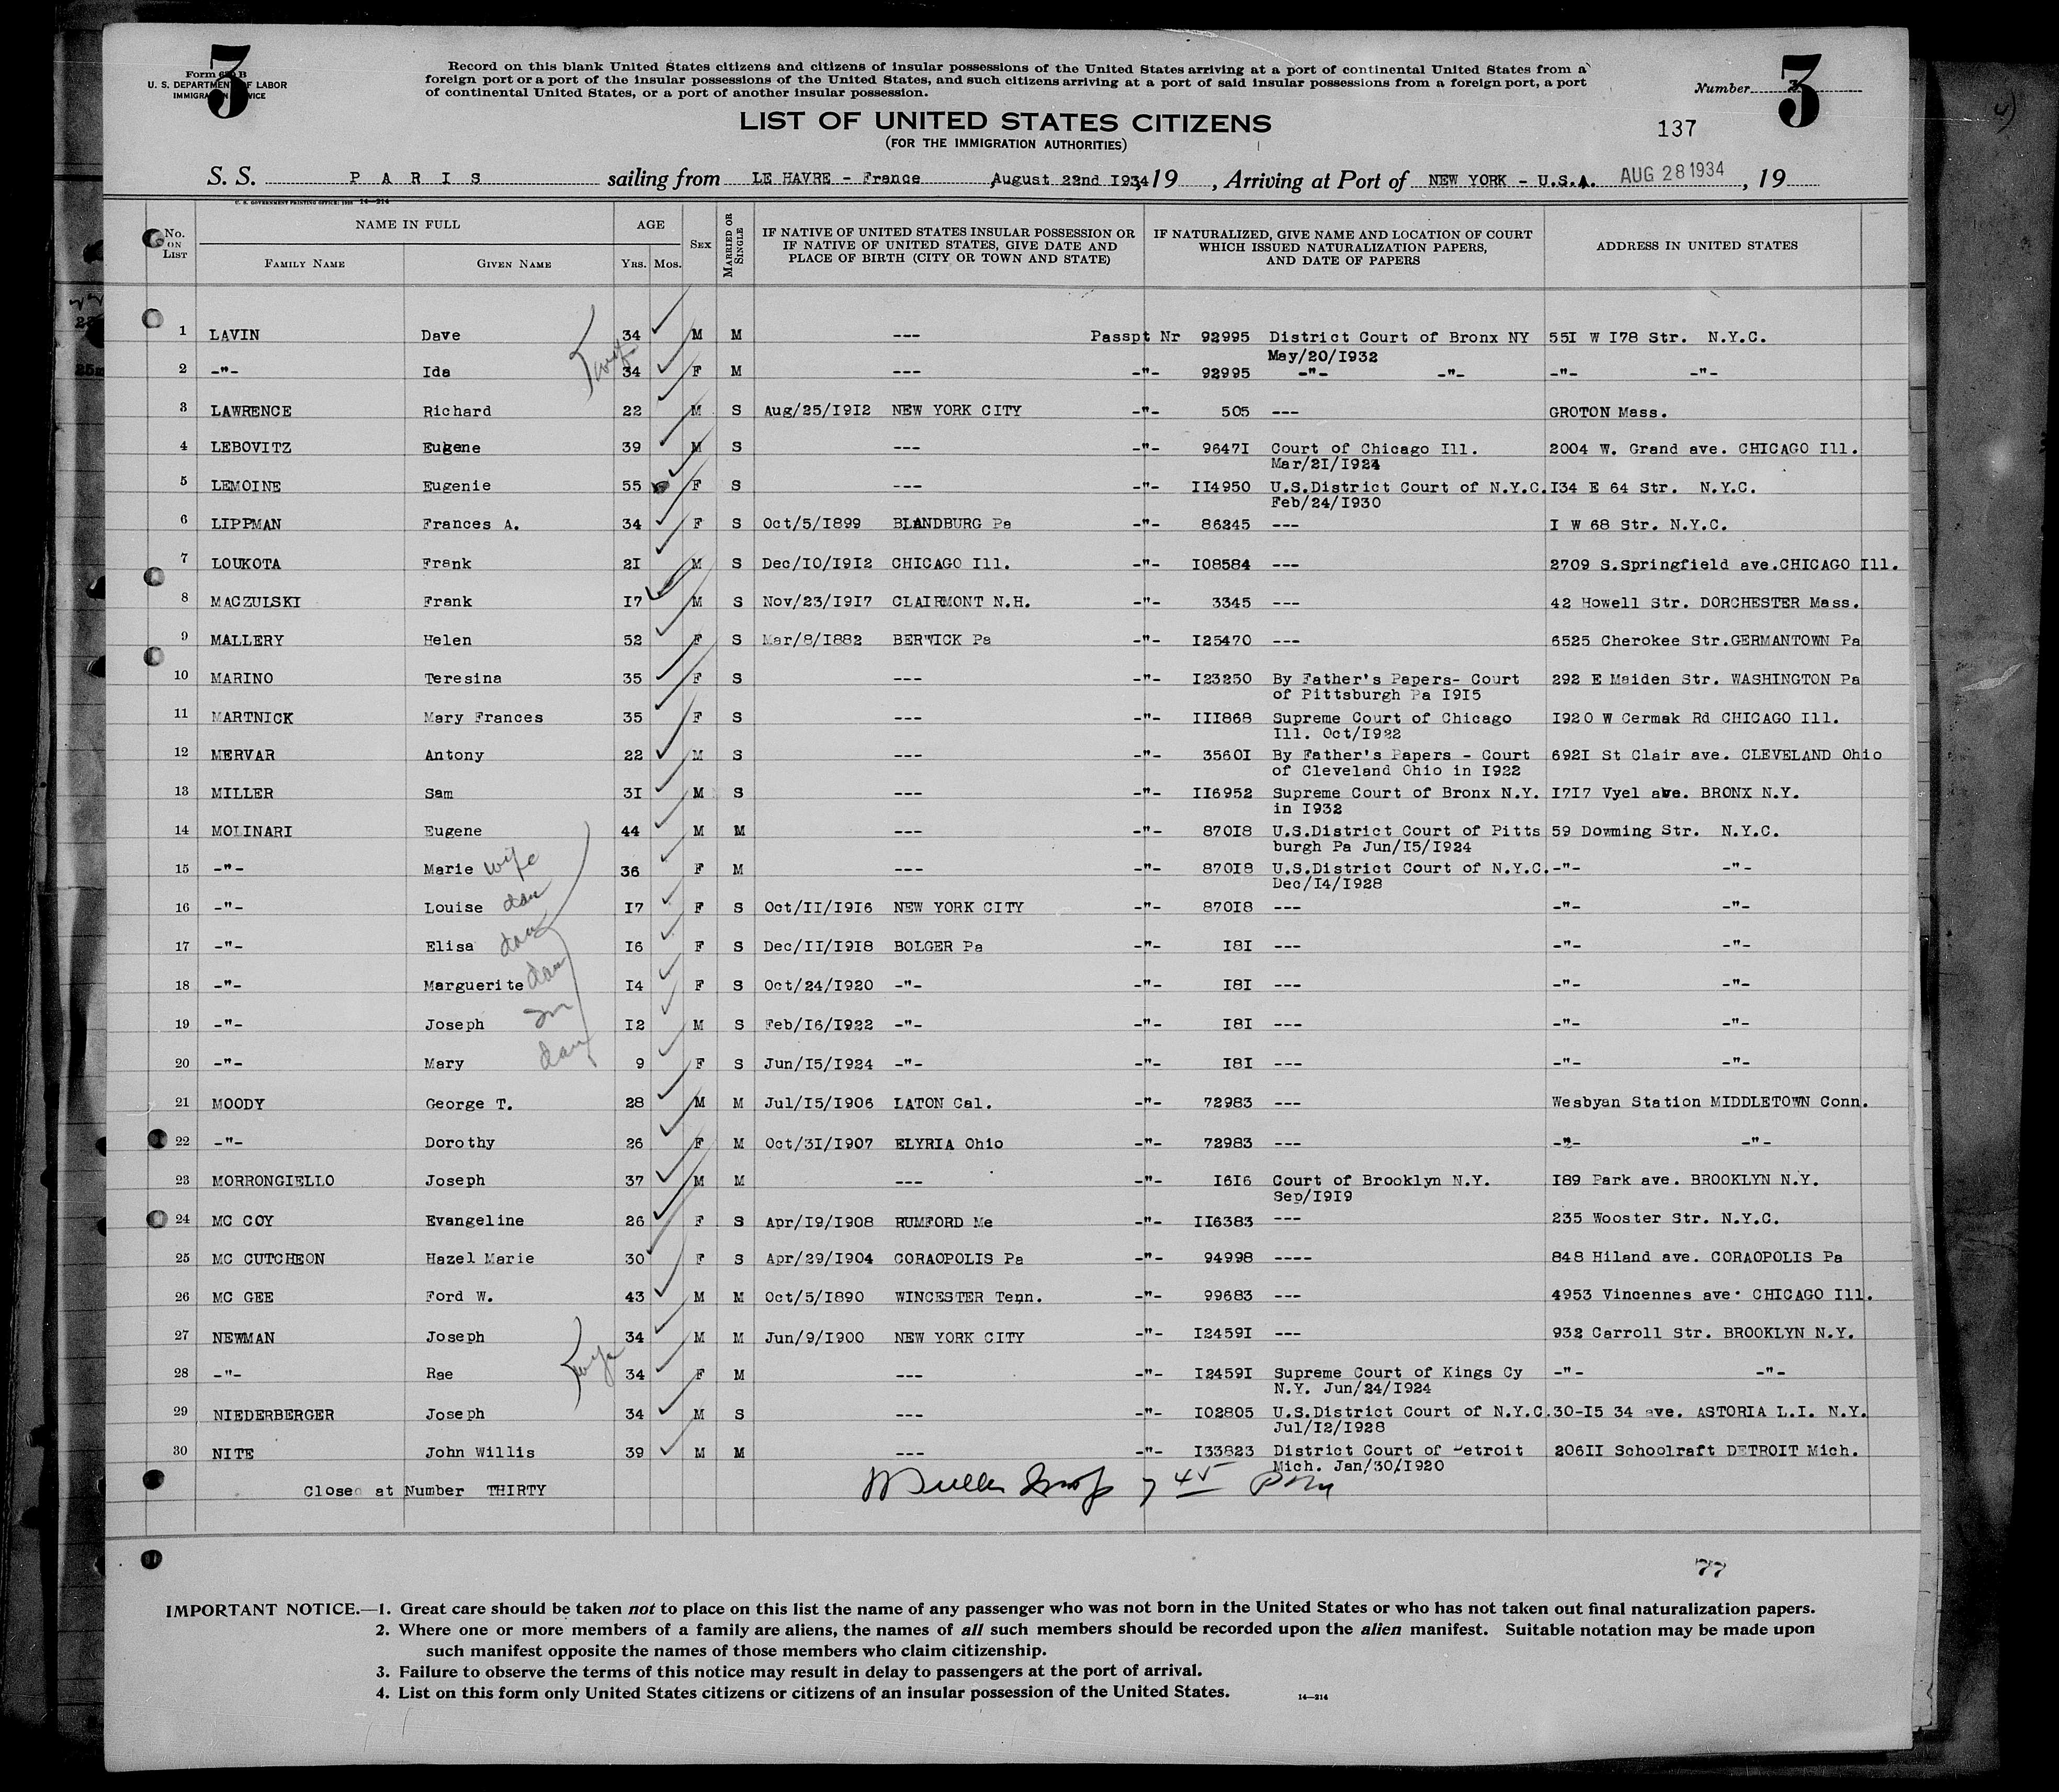 3
3
Form 630 B
U. S. DEPARTMENT OF LABOR
IMMIGRATION SERVICE
Record on this blank United States citizens and citizens of insular possessions of the United States arriving at a port of continental United States from a
foreign port or a port of the insular possessions of the United States, and such citizens arriving at a port of said insular possessions from a foreign port, a port
of continental United States, or a port of another insular possession.
Number
LIST OF UNITED STATES CITIZENS
(FOR THE IMMIGRATION AUTHORITIES)
137
S. S. PARIS sailing from LE HAVRE - France August 22nd I934, 19 , Arriving at Port of NEW YORK - U.S.A. AUG 28 1934, 19
No. ON LIST
NAME IN FULL
FAMILY NAME
GIVEN NAME
AGE
YRS. MOS.
SEX
MARRIED OR SINGLE
IF NATIVE OF UNITED STATES INSULAR POSSESSION OR
IF NATIVE OF UNITED STATES, GIVE DATE AND
PLACE OF BIRTH (CITY OR TOWN AND STATE)
IF NATURALIZED, GIVE NAME AND LOCATION OF COURT
WHICH ISSUED NATURALIZATION PAPERS,
AND DATE OF PAPERS
ADDRESS IN UNITED STATES
1 LAVIN Dave 34 M M --- Passpt Nr 92995 District Court of Bronx NY 55I W I78 Str. N.Y.C.
May/20/I932
2 -"- Ida wife 34 F M --- -"- 92995 -"- -"- -"- -"-
3 LAWRENCE Richard 22 M S Aug/25/I9I2 NEW YORK CITY -"- 505 --- GROTON Mass.
4 LEBOVITZ Eugene 39 M S --- -"- 9647I Court of Chicago Ill. 2004 W. Grand ave. CHICAGO Ill.
Mar/2I/I924
5 LEMOINE Eugenie 55 F S --- -"- II4950 U.S.District Court of N.Y.C. I34 E 64 Str. N.Y.C.
Feb/24/I930
6 LIPPMAN Frances A. 34 F S Oct/5/I899 BLANDBURG Pa -"- 86245 --- I W 68 Str. N.Y.C.
7 LOUKOTA Frank 2I M S Dec/I0/I9I2 CHICAGO Ill. -"- I08584 --- 2709 S.Springfield ave.CHICAGO Ill.
8 MACZULSKI Frank I7 M S Nov/23/I9I7 CLAIRMONT N.H. -"- 3345 --- 42 Howell Str. DORCHESTER Mass.
9 MALLERY Helen 52 F S Mar/8/I882 BERWICK Pa -"- I25470 --- 6525 Cherokee Str.GERMANTOWN Pa
10 MARINO Teresina 35 F S --- -"- I23250 By Father's Papers- Court 292 E Maiden Str. WASHINGTON Pa
of Pittsburgh Pa I9I5
11 MARTNICK Mary Frances 35 F S --- -"- III868 Supreme Court of Chicago I920 W Cermak Rd CHICAGO Ill.
Ill. Oct/I922
12 MERVAR Antony 22 M S --- -"- 3560I By Father's Papers - Court 692I St Clair ave. CLEVELAND Ohio
of Cleveland Ohio in I922
13 MILLER Sam 3I M S --- -"- II6952 Supreme Court of Bronx N.Y. I7I7 Vyel ave. BRONX N.Y.
in I932
14 MOLINARI Eugene 44 M M --- -"- 870I8 U.S.District Court of Pitts 59 Dowming Str. N.Y.C.
burgh Pa Jun/I5/I924
15 -"- Marie wife 36 F M --- -"- 870I8 U.S.District Court of N.Y.C. -"- -"-
Dec/I4/I928
16 -"- Louise dau I7 F S Oct/II/I9I6 NEW YORK CITY -"- 870I8 --- -"- -"-
17 -"- Elisa dau I6 F S Dec/II/I9I8 BOLGER Pa -"- I8I --- -"- -"-
18 -"- Marguerite dau I4 F S Oct/24/I920 -"- -"- I8I --- -"- -"-
19 -"- Joseph son I2 M S Feb/I6/I922 -"- -"- I8I --- -"- -"-
20 -"- Mary dau 9 F S Jun/I5/I924 -"- -"- I8I --- -"- -"-
21 MOODY George T. 28 M M Jul/I5/I906 LATON Cal. -"- 72983 --- Wesbyan Station MIDDLETOWN Conn.
22 -"- Dorothy 26 F M Oct/3I/I907 ELYRIA Ohio -"- 72983 --- -"- -"-
23 MORRONGIELLO Joseph 37 M M --- -"- I6I6 Court of Brooklyn N.Y. I89 Park ave. BROOKLYN N.Y.
Sep/I9I9
24 MC COY Evangeline 26 F S Apr/I9/I908 RUMFORD Me -"- II6383 --- 235 Wooster Str. N.Y.C.
25 MC CUTCHEON Hazel Marie 30 F S Apr/29/I904 CORAOPOLIS Pa -"- 94998 ---- 848 Hiland ave. CORAOPOLIS Pa
26 MC GEE Ford W. 43 M M Oct/5/I890 WINCESTER Tenn. -"- 99683 --- 4953 Vincennes ave. CHICAGO Ill.
27 NEWMAN Joseph 34 M M Jun/9/I900 NEW YORK CITY -"- I2459I --- 932 Carroll Str. BROOKLYN N.Y.
28 -"- Rae wife 34 F M --- -"- I2459I Supreme Court of Kings Cy -"- -"-
N.Y. Jun/24/I924
29 NIEDERBERGER Joseph 34 M S --- -"- I02805 U.S.District Court of N.Y.C. 30-I5 34 ave. ASTORIA L.I. N.Y.
Jul/I2/I928
30 NITE John Willis 39 M M --- -"- I33823 District Court of Detroit 206II Schoolraft DETROIT Mich.
Mich. Jan/30/I920
Closed at Number THIRTY
7 45 pm
77
IMPORTANT NOTICE.—1. Great care should be taken not to place on this list the name of any passenger who was not born in the United States or who has not taken out final naturalization papers.
2. Where one or more members of a family are aliens, the names of all such members should be recorded upon the alien manifest. Suitable notation may be made upon
such manifest opposite the names of those members who claim citizenship.
3. Failure to observe the terms of this notice may result in delay to passengers at the port of arrival.
4. List on this form only United States citizens or citizens of an insular possession of the United States. 14—214